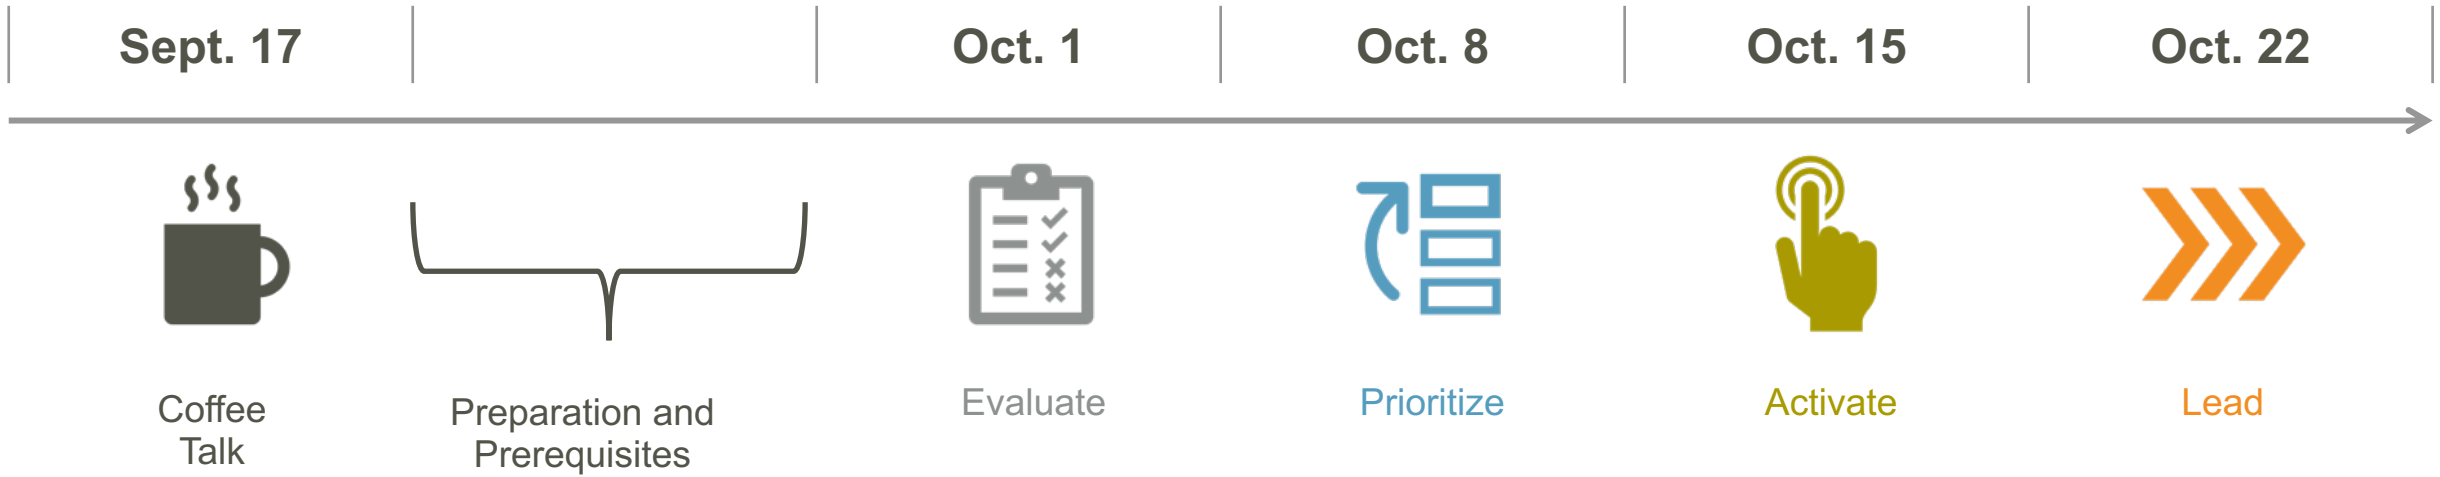 Sept. 17
Oct. 1
Oct. 8
Oct. 15
Oct. 22
Coffee
Talk
Preparation and
Prerequisites
Evaluate
Prioritize
Activate
Lead